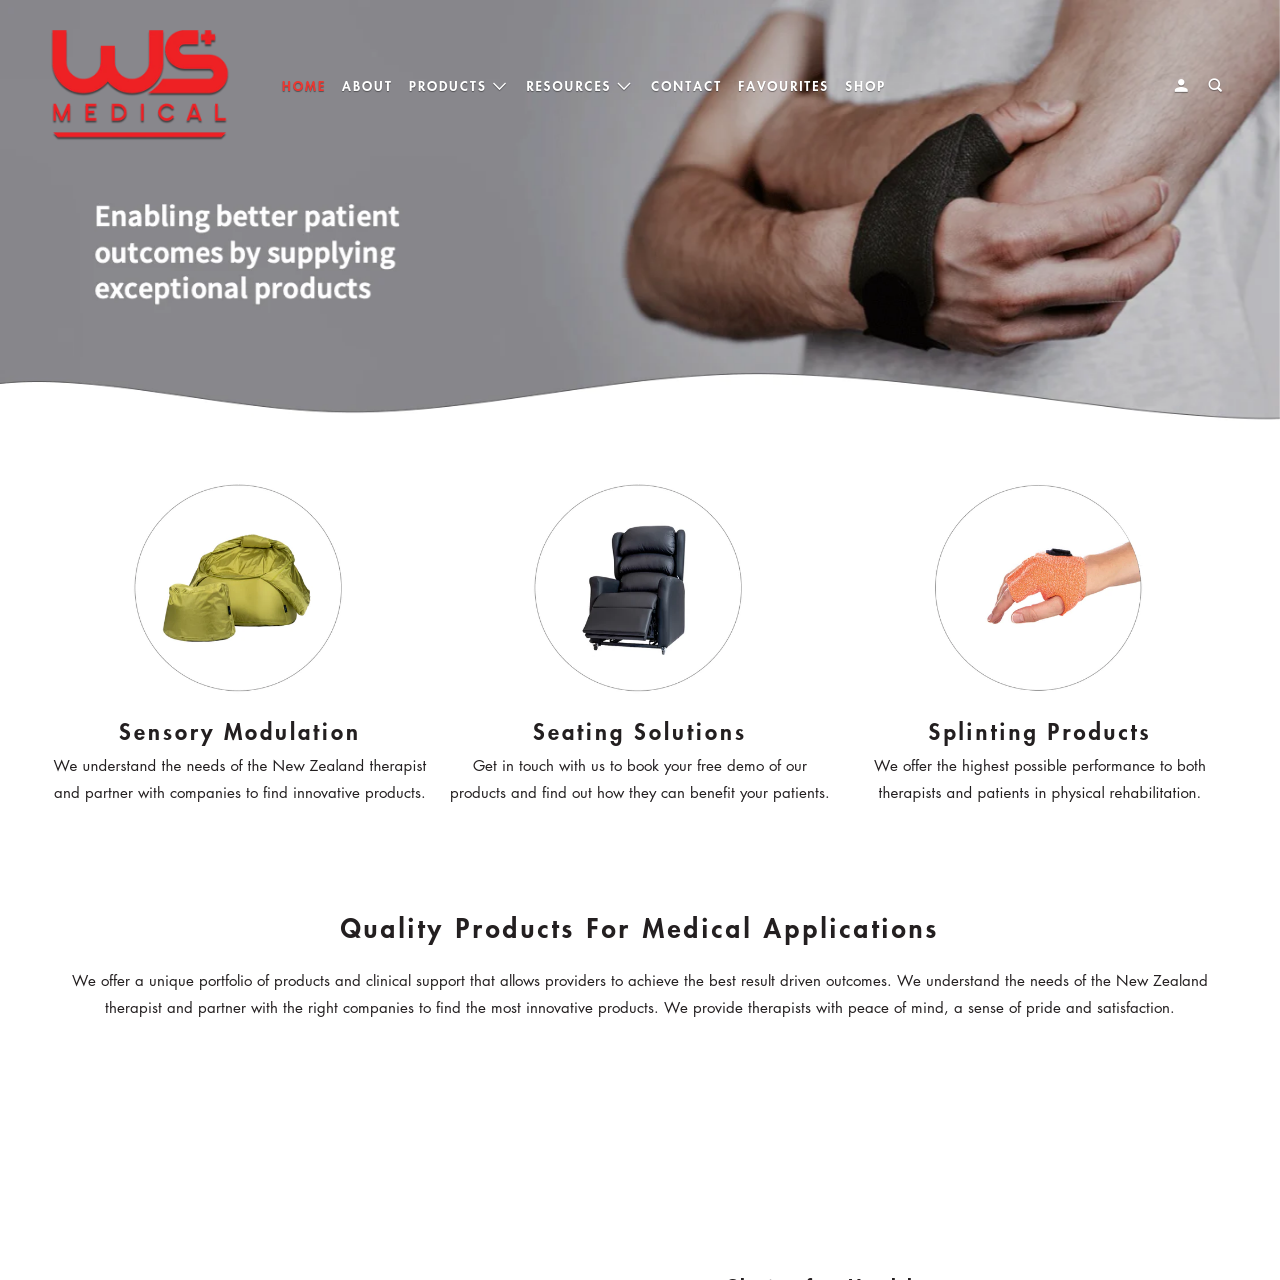 WS
MEDICAL
HOME ABOUT PRODUCTS RESOURCES CONTACT FAVOURITES SHOP
Enabling better patient
outcomes by supplying
exceptional products
Sensory Modulation
We understand the needs of the New Zealand therapist
and partner with companies to find innovative products.
Seating Solutions
Get in touch with us to book your free demo of our
products and find out how they can benefit your patients.
Splinting Products
We offer the highest possible performance to both
therapists and patients in physical rehabilitation.
Quality Products For Medical Applications
We offer a unique portfolio of products and clinical support that allows providers to achieve the best result driven outcomes. We understand the needs of the New Zealand
therapist and partner with the right companies to find the most innovative products. We provide therapists with peace of mind, a sense of pride and satisfaction.